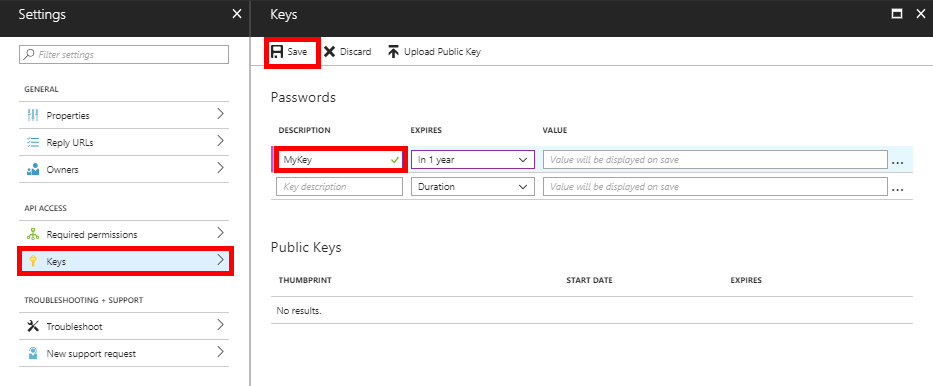 Settings
Filter settings
GENERAL
Properties
Reply URLs
Owners
API ACCESS
Required permissions
Keys
TROUBLESHOOTING + SUPPORT
Troubleshoot
New support request
Keys
Save Discard Upload Public Key
Passwords
DESCRIPTION EXPIRES VALUE
MyKey In 1 year Value will be displayed on save ...
Key description Duration Value will be displayed on save ...
Public Keys
THUMBPRINT START DATE EXPIRES
No results.